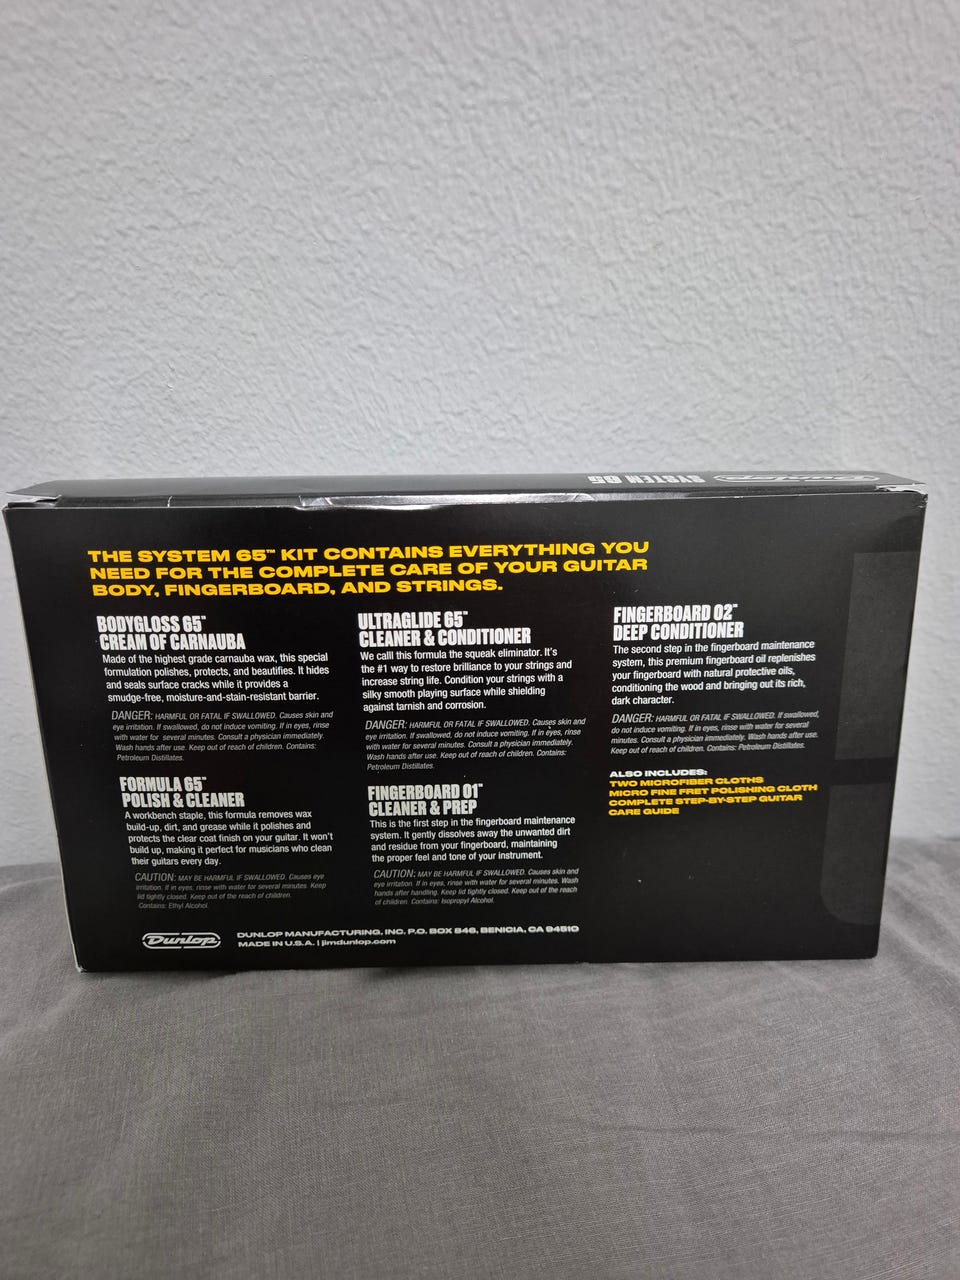 Dunlop SYSTEM 65
THE SYSTEM 65™ KIT CONTAINS EVERYTHING YOU
NEED FOR THE COMPLETE CARE OF YOUR GUITAR
BODY, FINGERBOARD, AND STRINGS.
BODYGLOSS 65™
CREAM OF CARNAUBA
Made of the highest grade carnauba wax, this special
formulation polishes, protects, and beautifies. It hides
and seals surface cracks while it provides a
smudge-free, moisture-and-stain-resistant barrier.
DANGER: HARMFUL OR FATAL IF SWALLOWED. Causes skin and
eye irritation. If swallowed, do not induce vomiting. If in eyes, rinse
with water for several minutes. Consult a physician immediately.
Wash hands after use. Keep out of reach of children. Contains:
Petroleum Distillates.
FORMULA 65™
POLISH & CLEANER
A workbench staple, this formula removes wax
build-up, dirt, and grease while it polishes and
protects the clear coat finish on your guitar. It won't
build up, making it perfect for musicians who clean
their guitars every day.
CAUTION: MAY BE HARMFUL IF SWALLOWED. Causes eye
irritation. If in eyes, rinse with water for several minutes. Keep
lid tightly closed. Keep out of the reach of children.
Contains: Ethyl Alcohol.
ULTRAGLIDE 65™
CLEANER & CONDITIONER
We calll this formula the squeak eliminator. It's
the #1 way to restore brilliance to your strings and
increase string life. Condition your strings with a
silky smooth playing surface while shielding
against tarnish and corrosion.
DANGER: HARMFUL OR FATAL IF SWALLOWED. Causes skin and
eye irritation. If swallowed, do not induce vomiting. If in eyes, rinse
with water for several minutes. Consult a physician immediately.
Wash hands after use. Keep out of reach of children. Contains:
Petroleum Distillates.
FINGERBOARD 01™
CLEANER & PREP
This is the first step in the fingerboard maintenance
system. It gently dissolves away the unwanted dirt
and residue from your fingerboard, maintaining
the proper feel and tone of your instrument.
CAUTION: MAY BE HARMFUL IF SWALLOWED. Causes skin and
eye irritation. If in eyes, rinse with water for several minutes. Wash
hands after handling. Keep lid tightly closed. Keep out of the reach
of children. Contains: Isopropyl Alcohol.
FINGERBOARD 02™
DEEP CONDITIONER
The second step in the fingerboard maintenance
system, this premium fingerboard oil replenishes
your fingerboard with natural protective oils,
conditioning the wood and bringing out its rich,
dark character.
DANGER: HARMFUL OR FATAL IF SWALLOWED. If swallowed,
do not induce vomiting. If in eyes, rinse with water for several
minutes. Consult a physician immediately. Wash hands after use.
Keep out of reach of children. Contains: Petroleum Distillates.
ALSO INCLUDES:
TWO MICROFIBER CLOTHS
MICRO FINE FRET POLISHING CLOTH
COMPLETE STEP-BY-STEP GUITAR
CARE GUIDE
Dunlop
DUNLOP MANUFACTURING, INC. P.O. BOX 846, BENICIA, CA 94510
MADE IN U.S.A. | jimdunlop.com